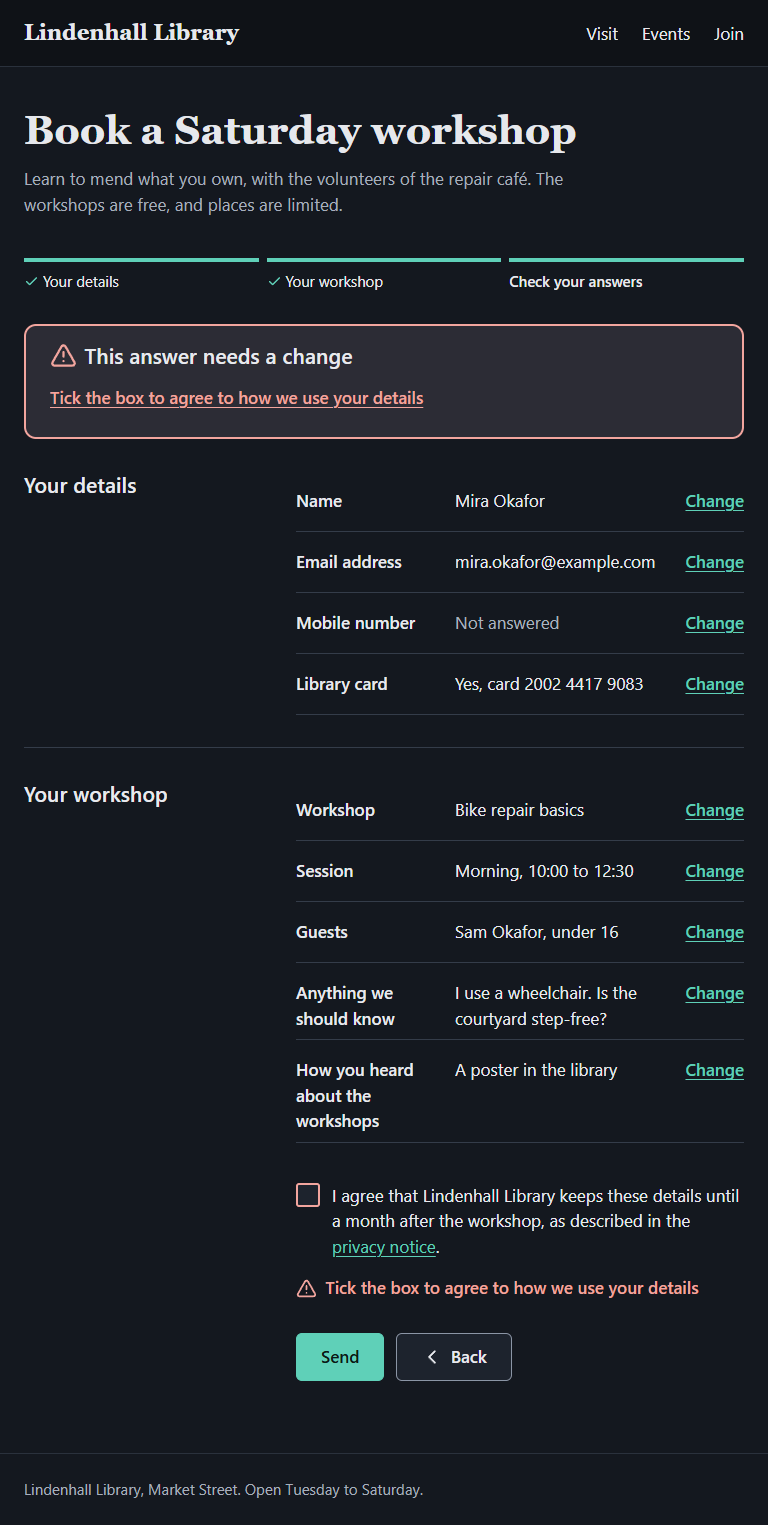 Lindenhall Library
Visit Events Join
Book a Saturday workshop
Learn to mend what you own, with the volunteers of the repair café. The
workshops are free, and places are limited.
Your details
Your workshop
Check your answers
This answer needs a change
Tick the box to agree to how we use your details
Your details
Name Mira Okafor Change
Email address mira.okafor@example.com Change
Mobile number Not answered Change
Library card Yes, card 2002 4417 9083 Change
Your workshop
Workshop Bike repair basics Change
Session Morning, 10:00 to 12:30 Change
Guests Sam Okafor, under 16 Change
Anything we
should know
I use a wheelchair. Is the
courtyard step-free?
Change
How you heard
about the
workshops
A poster in the library
Change
I agree that Lindenhall Library keeps these details until
a month after the workshop, as described in the
privacy notice.
Tick the box to agree to how we use your details
Send
Back
Lindenhall Library, Market Street. Open Tuesday to Saturday.